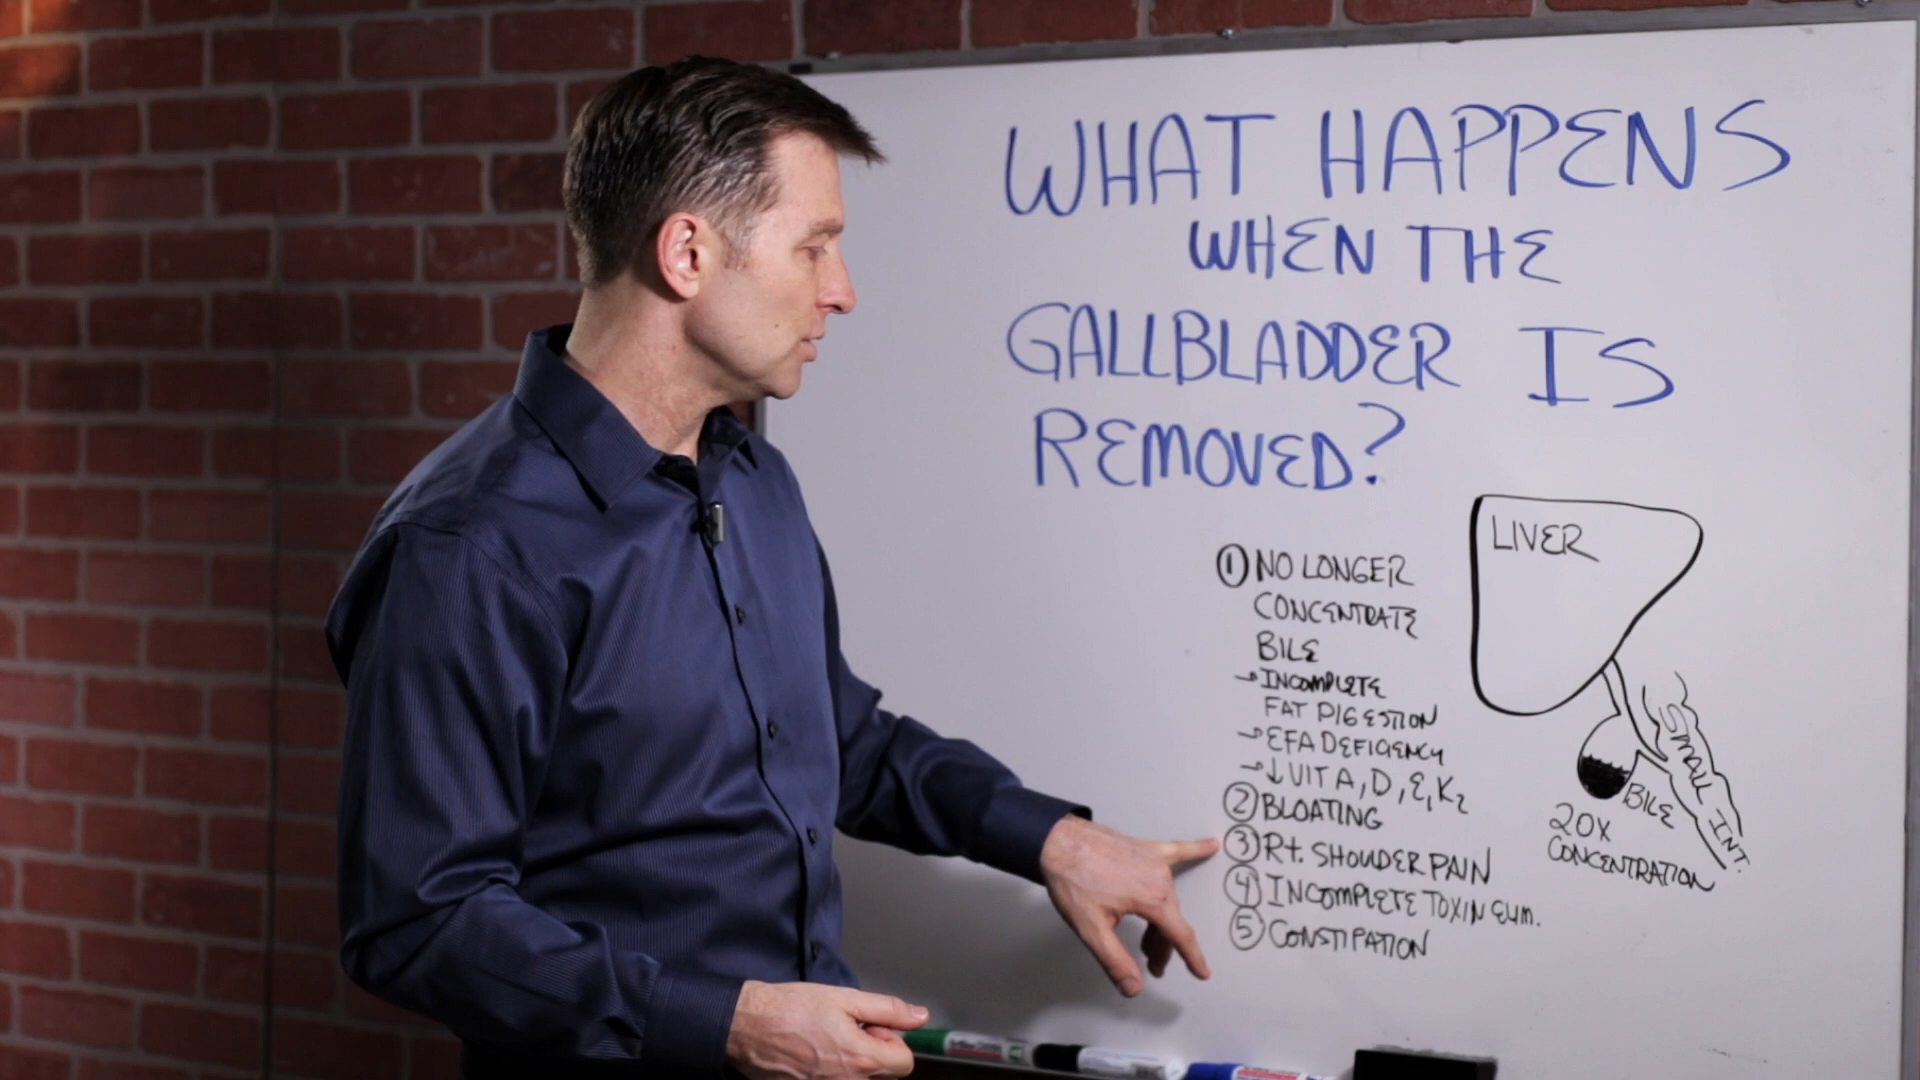 WHAT HAPPENS
WHEN THE
GALLBLADDER IS
REMOVED?
① NO LONGER
CONCENTRATE
BILE
→ INCOMPLETE
FAT DIGESTION
→ EFA DEFICIENCY
→ ↓ VIT A, D, E, K2
② BLOATING
③ Rt. SHOULDER PAIN
④ INCOMPLETE TOXIN ELIM.
⑤ CONSTIPATION
LIVER
SMALL INT.
BILE
20X
CONCENTRATION